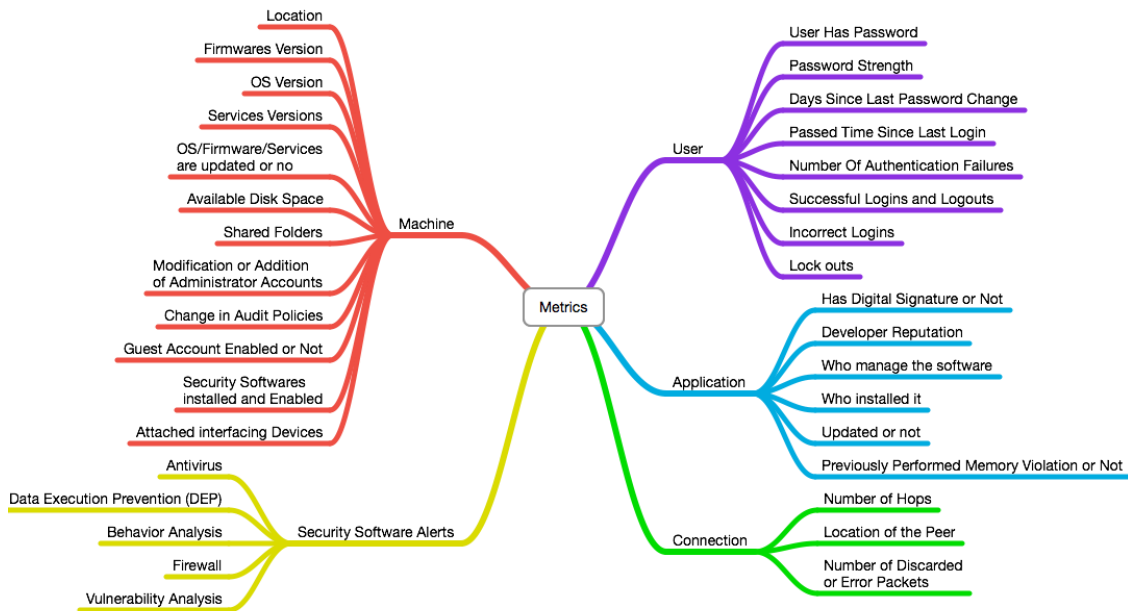 Metrics
Machine
Location
Firmwares Version
OS Version
Services Versions
OS/Firmware/Services
are updated or no
Available Disk Space
Shared Folders
Modification or Addition
of Administrator Accounts
Change in Audit Policies
Guest Account Enabled or Not
Security Softwares
installed and Enabled
Attached interfacing Devices
Security Software Alerts
Antivirus
Data Execution Prevention (DEP)
Behavior Analysis
Firewall
Vulnerability Analysis
User
User Has Password
Password Strength
Days Since Last Password Change
Passed Time Since Last Login
Number Of Authentication Failures
Successful Logins and Logouts
Incorrect Logins
Lock outs
Application
Has Digital Signature or Not
Developer Reputation
Who manage the software
Who installed it
Updated or not
Previously Performed Memory Violation or Not
Connection
Number of Hops
Location of the Peer
Number of Discarded
or Error Packets